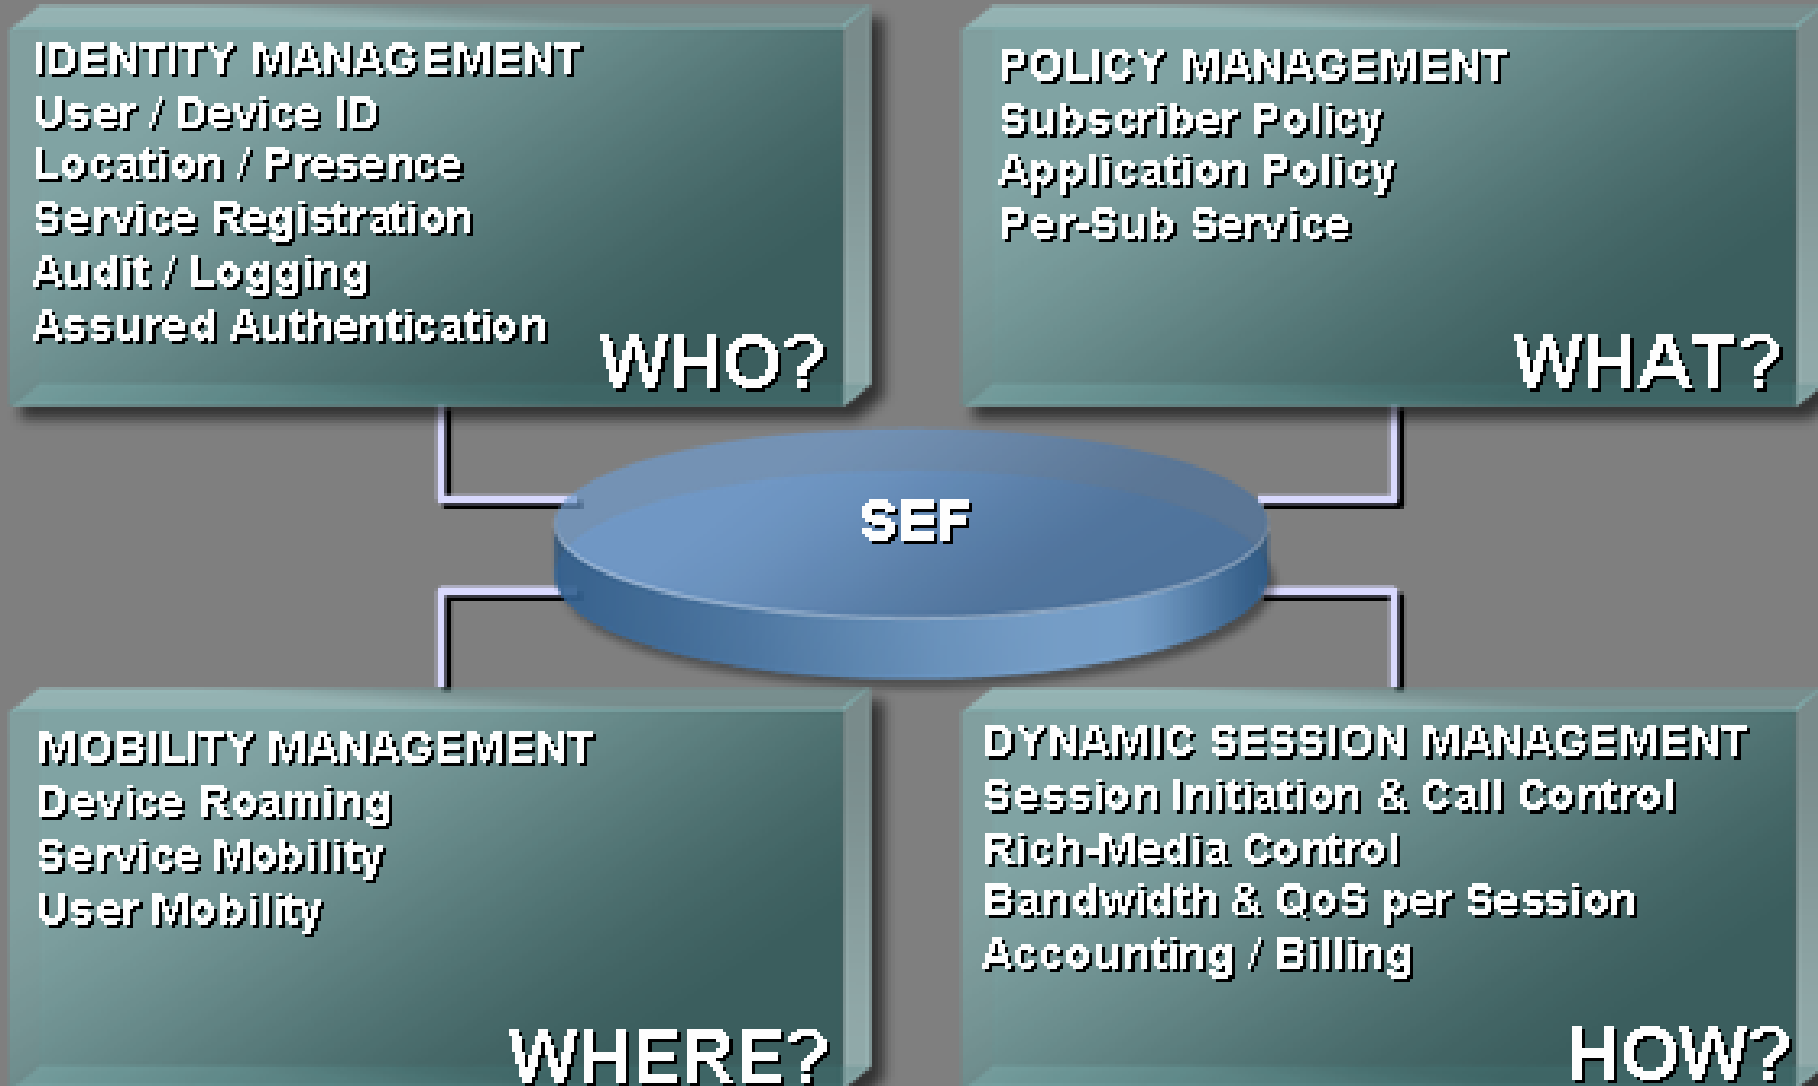 IDENTITY MANAGEMENT
User / Device ID
Location / Presence
Service Registration
Audit / Logging
Assured Authentication
WHO?
POLICY MANAGEMENT
Subscriber Policy
Application Policy
Per-Sub Service
WHAT?
SEF
MOBILITY MANAGEMENT
Device Roaming
Service Mobility
User Mobility
WHERE?
DYNAMIC SESSION MANAGEMENT
Session Initiation & Call Control
Rich-Media Control
Bandwidth & QoS per Session
Accounting / Billing
HOW?